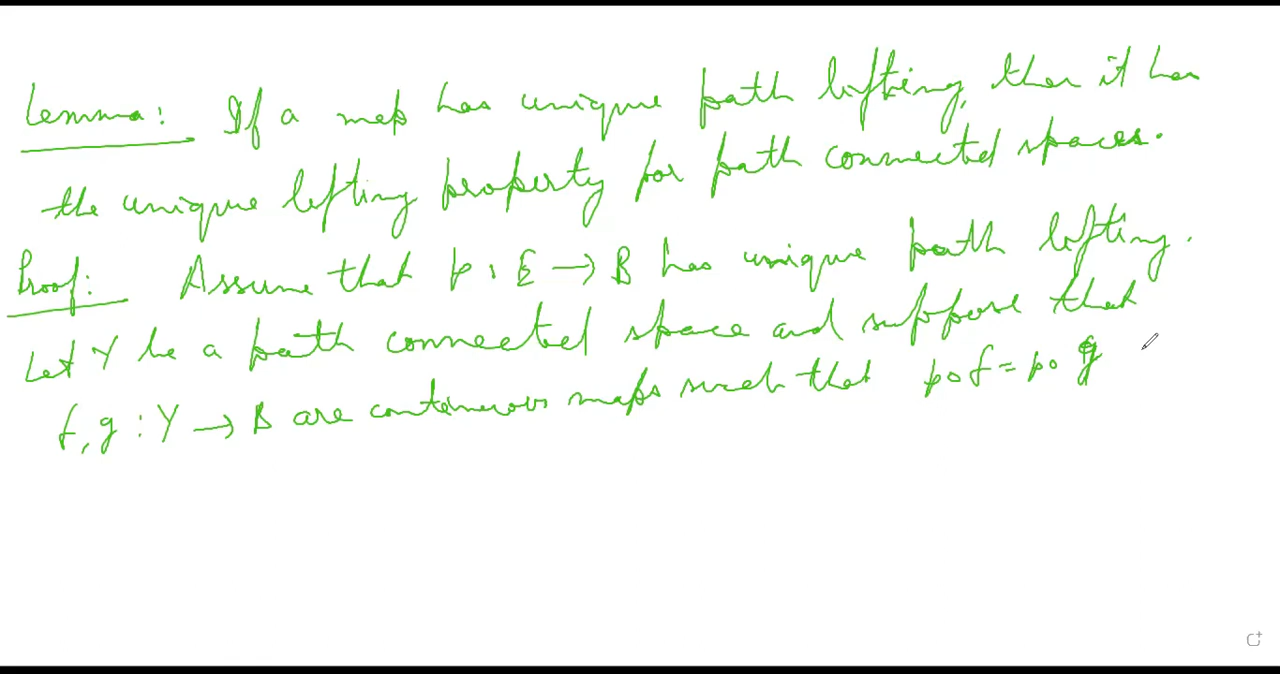 Lemma: If a map has unique path lifting, then it has
the unique lifting property for path connected spaces.
Proof: Assume that p : E → B has unique path lifting.
Let Y be a path connected space and suppose that
f, g : Y → B are continuous maps such that p∘f = p∘g